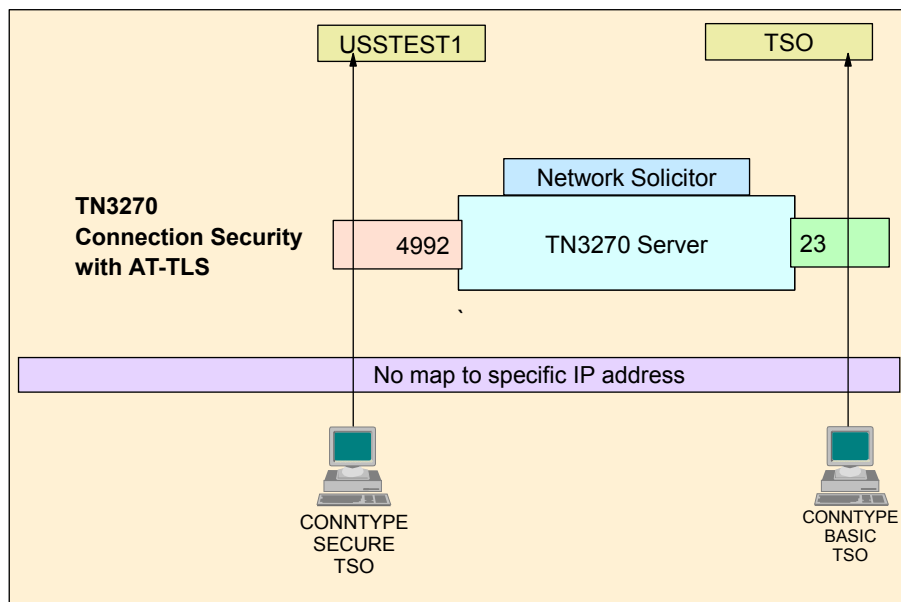 USSTEST1
TSO
Network Solicitor
TN3270
Connection Security
with AT-TLS
4992
TN3270 Server
23
`
No map to specific IP address
CONNTYPE
SECURE
TSO
CONNTYPE
BASIC
TSO